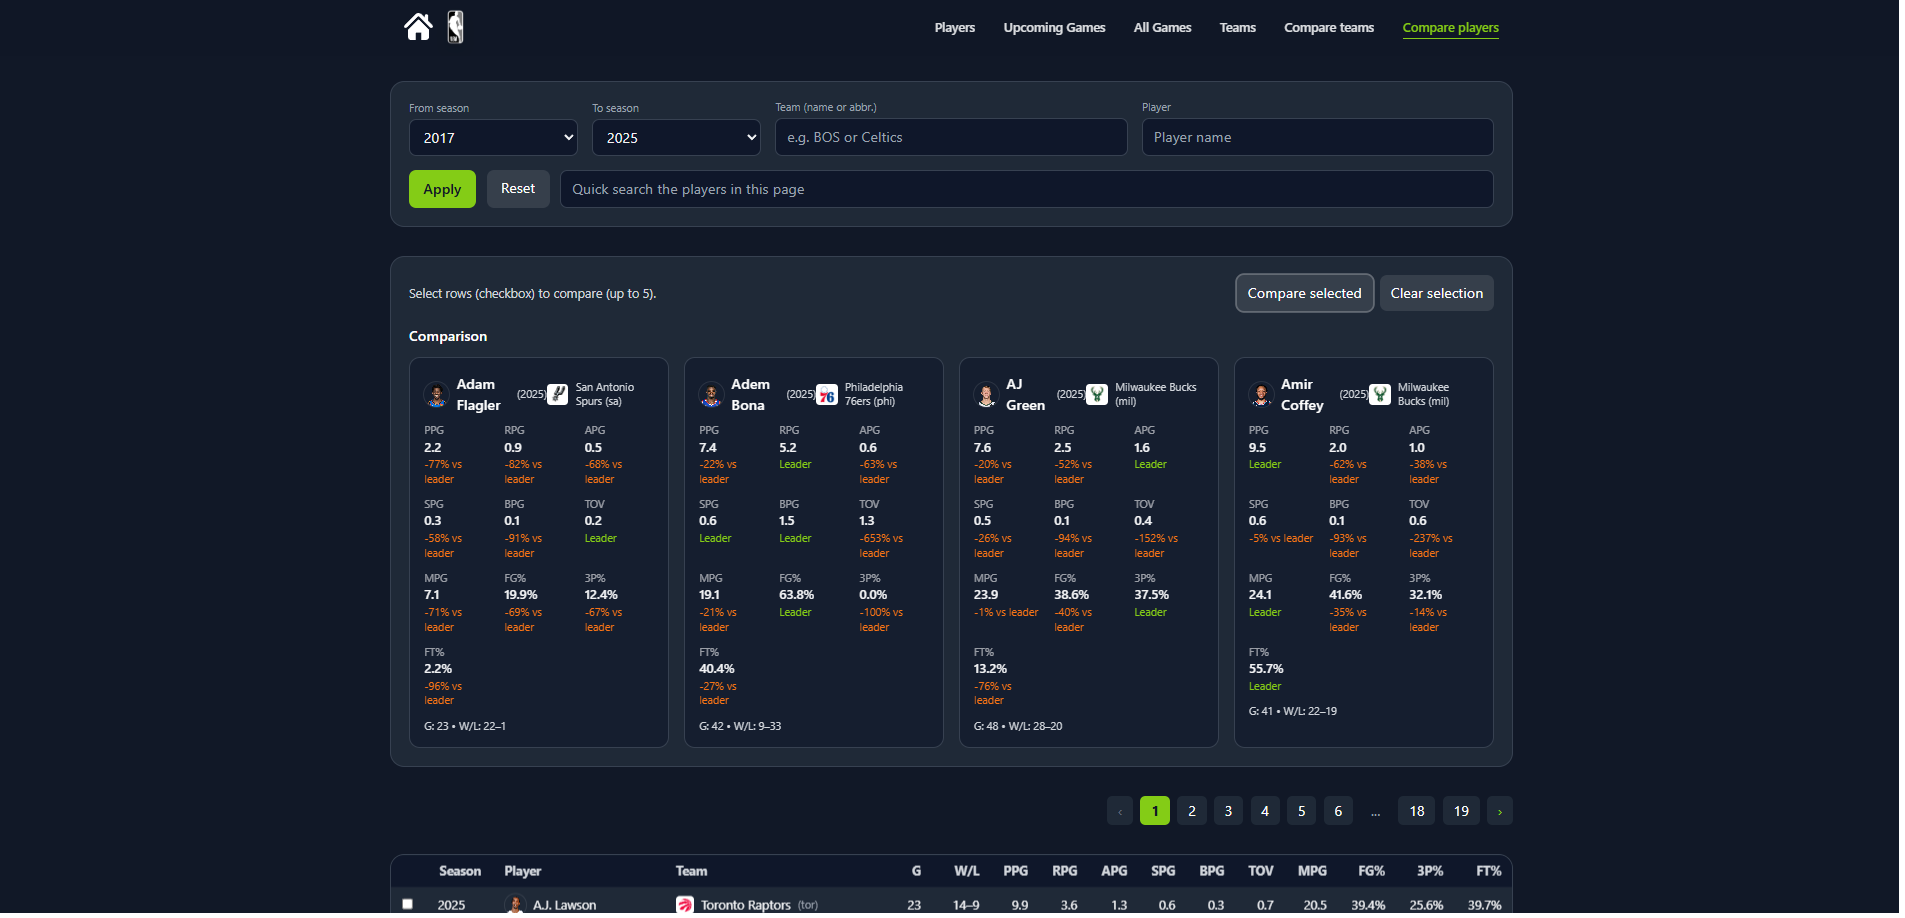 Players Upcoming Games All Games Teams Compare teams Compare players
From season To season Team (name or abbr.) Player
2017 2025 e.g. BOS or Celtics Player name
Apply Reset Quick search the players in this page
Select rows (checkbox) to compare (up to 5). Compare selected Clear selection
Comparison
Adam Flagler (2025) San Antonio Spurs (sa)
PPG RPG APG
2.2 0.9 0.5
-77% vs leader -82% vs leader -68% vs leader
SPG BPG TOV
0.3 0.1 0.2
-58% vs leader -91% vs leader Leader
MPG FG% 3P%
7.1 19.9% 12.4%
-71% vs leader -69% vs leader -67% vs leader
FT%
2.2%
-96% vs leader
G: 23 • W/L: 22–1
Adem Bona (2025) 76 Philadelphia 76ers (phi)
PPG RPG APG
7.4 5.2 0.6
-22% vs leader Leader -63% vs leader
SPG BPG TOV
0.6 1.5 1.3
Leader Leader -653% vs leader
MPG FG% 3P%
19.1 63.8% 0.0%
-21% vs leader Leader -100% vs leader
FT%
40.4%
-27% vs leader
G: 42 • W/L: 9–33
AJ Green (2025) Milwaukee Bucks (mil)
PPG RPG APG
7.6 2.5 1.6
-20% vs leader -52% vs leader Leader
SPG BPG TOV
0.5 0.1 0.4
-26% vs leader -94% vs leader -152% vs leader
MPG FG% 3P%
23.9 38.6% 37.5%
-1% vs leader -40% vs leader Leader
FT%
13.2%
-76% vs leader
G: 48 • W/L: 28–20
Amir Coffey (2025) Milwaukee Bucks (mil)
PPG RPG APG
9.5 2.0 1.0
Leader -62% vs leader -38% vs leader
SPG BPG TOV
0.6 0.1 0.6
-5% vs leader -93% vs leader -237% vs leader
MPG FG% 3P%
24.1 41.6% 32.1%
Leader -35% vs leader -14% vs leader
FT%
55.7%
Leader
G: 41 • W/L: 22–19
‹ 1 2 3 4 5 6 ... 18 19 ›
Season Player Team G W/L PPG RPG APG SPG BPG TOV MPG FG% 3P% FT%
2025 A.J. Lawson Toronto Raptors (tor) 23 14–9 9.9 3.6 1.3 0.6 0.3 0.7 20.5 39.4% 25.6% 39.7%